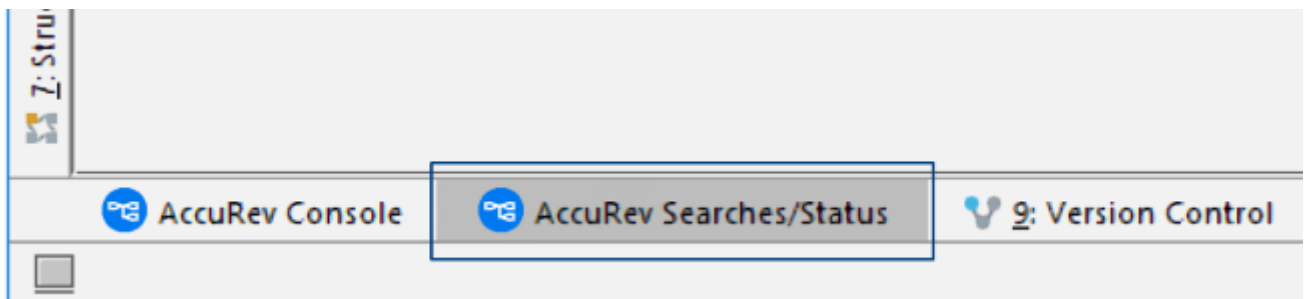 7: Stru
AccuRev Console
AccuRev Searches/Status
9: Version Control